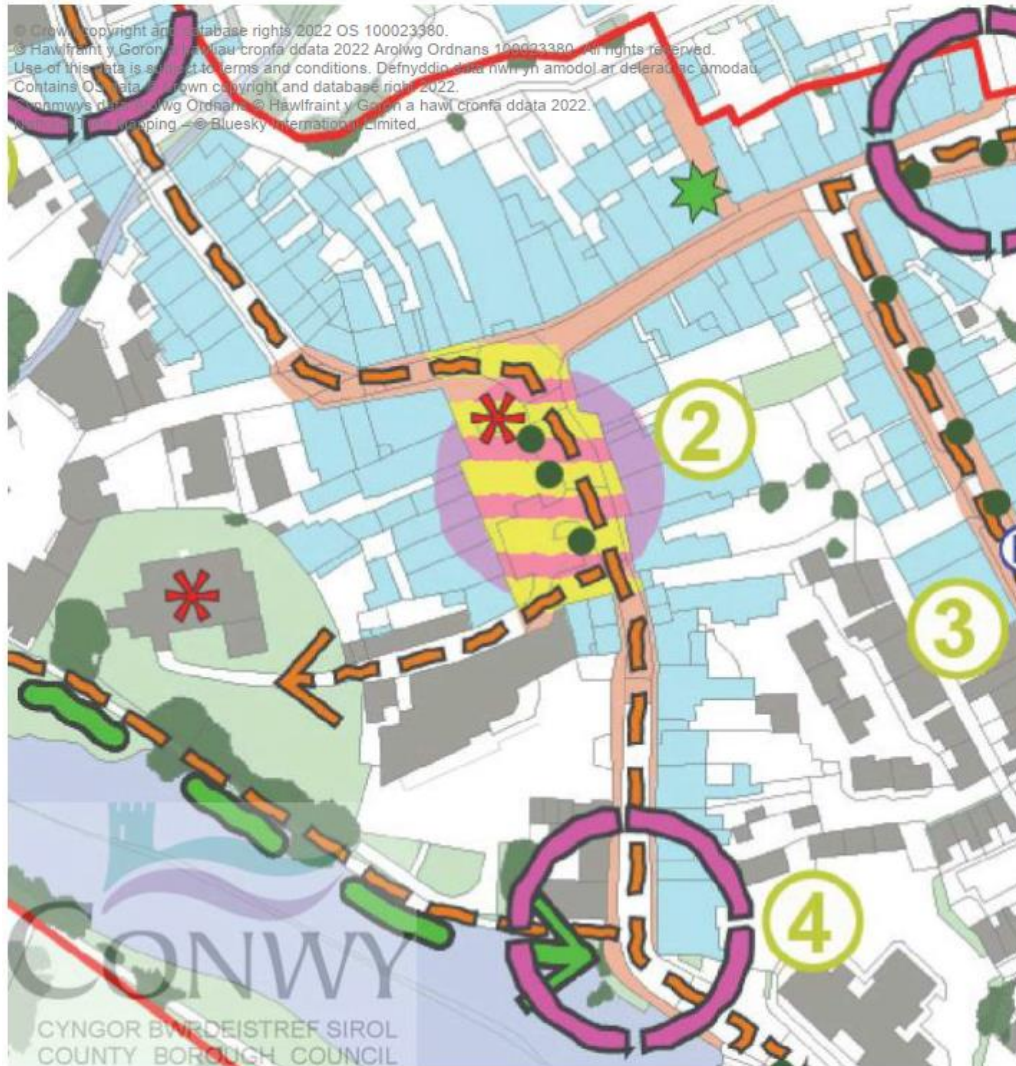 © Crown copyright and database rights 2022 OS 100023380.
© Hawlfraint y Goron a hawliau cronfa ddata 2022 Arolwg Ordnans 100023380. All rights reserved.
Use of this data is subject to terms and conditions. Defnyddio data hwn yn amodol ar delerau ac amodau.
Contains OS data © Crown copyright and database right 2022.
Cynnwys data Arolwg Ordnans © Hawlfraint y Goron a hawl cronfa ddata 2022.
Mapping - © Bluesky International Limited.
2
3
4
CONWY
CYNGOR BWRDEISTREF SIROL
COUNTY BOROUGH COUNCIL